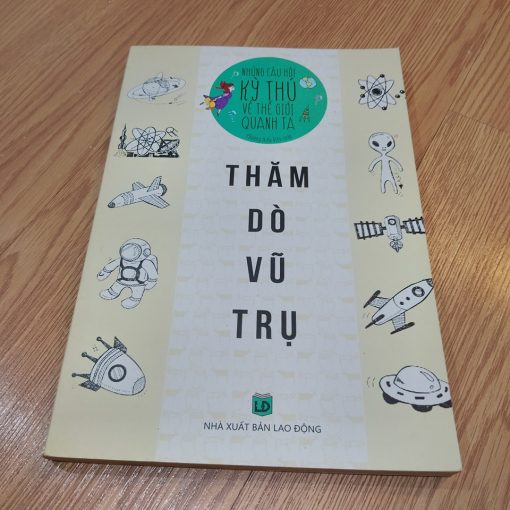 NHỮNG CÂU HỎI
KỲ THÚ
VỀ THẾ GIỚI
QUANH TA
THĂM
DÒ
VŨ
TRỤ
LĐ
NHÀ XUẤT BẢN LAO ĐỘNG